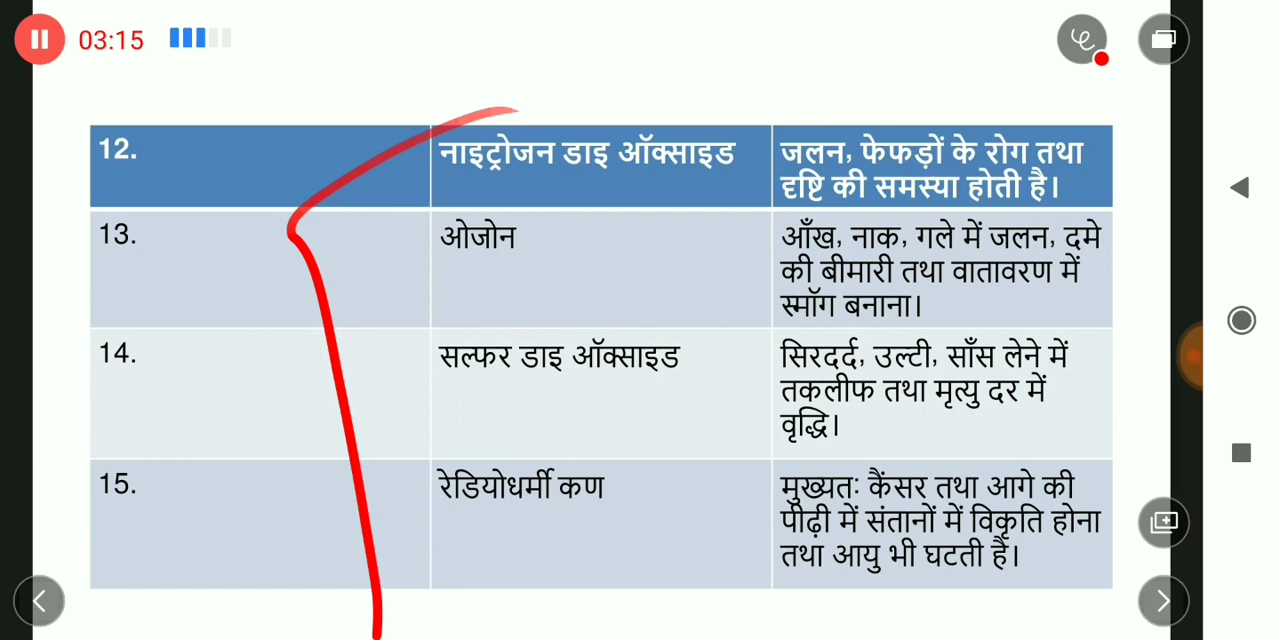 03:15
12.
नाइट्रोजन डाइ ऑक्साइड
जलन, फेफड़ों के रोग तथा
दृष्टि की समस्या होती है।
13.
ओजोन
आँख, नाक, गले में जलन, दमे
की बीमारी तथा वातावरण में
स्मॉग बनाना।
14.
सल्फर डाइ ऑक्साइड
सिरदर्द, उल्टी, साँस लेने में
तकलीफ तथा मृत्यु दर में
वृद्धि।
15.
रेडियोधर्मी कण
मुख्यतः कैंसर तथा आगे की
पीढ़ी में संतानों में विकृति होना
तथा आयु भी घटती है।